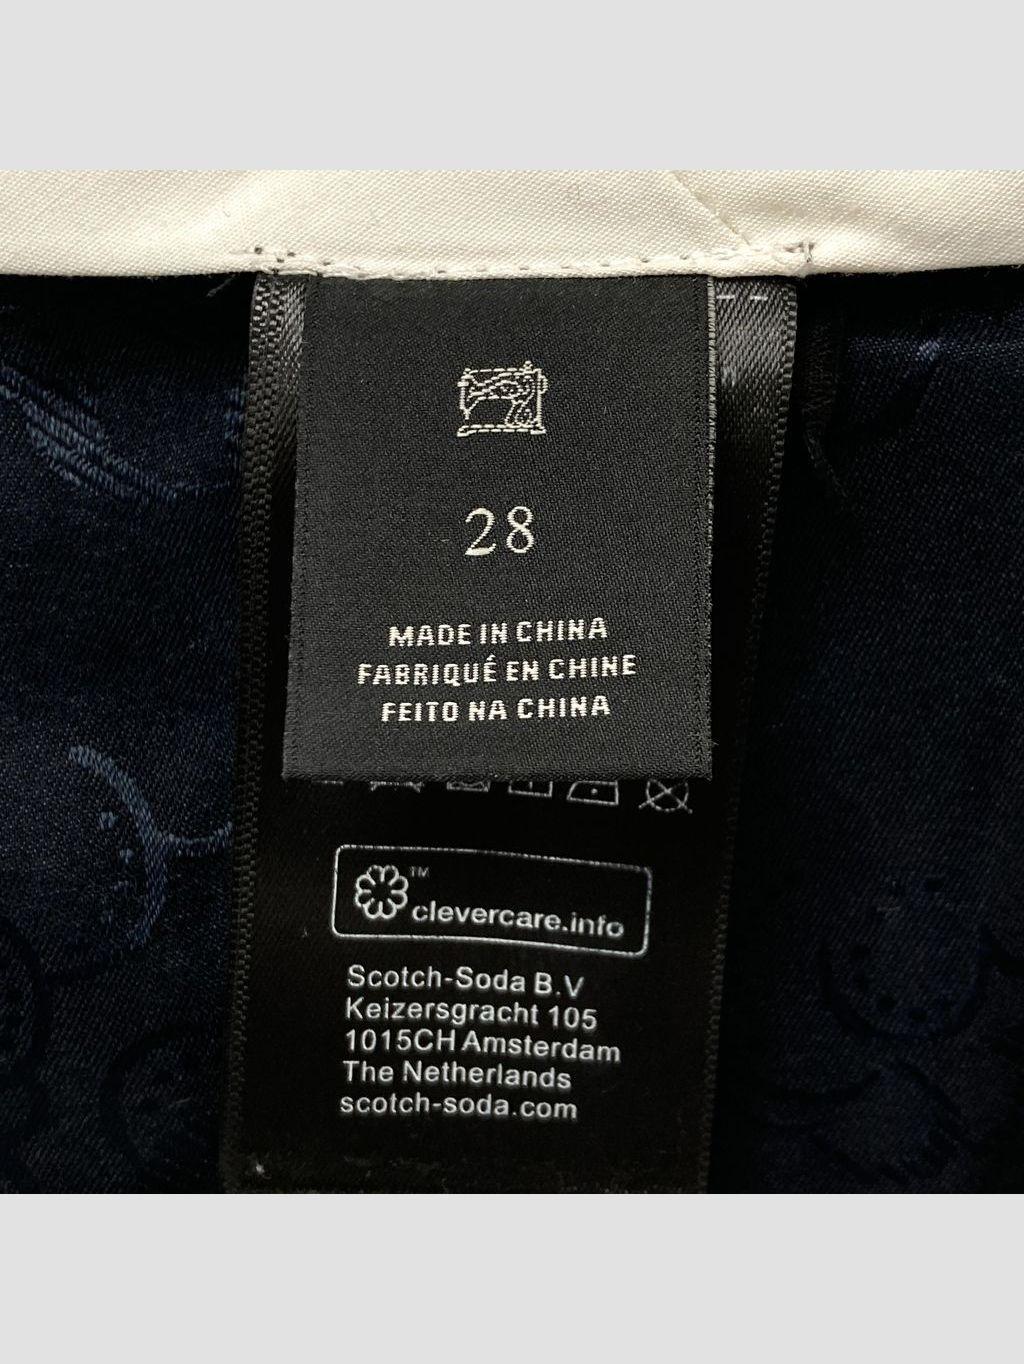 28
MADE IN CHINA
FABRIQUÉ EN CHINE
FEITO NA CHINA
™
clevercare.info
Scotch-Soda B.V
Keizersgracht 105
1015CH Amsterdam
The Netherlands
scotch-soda.com